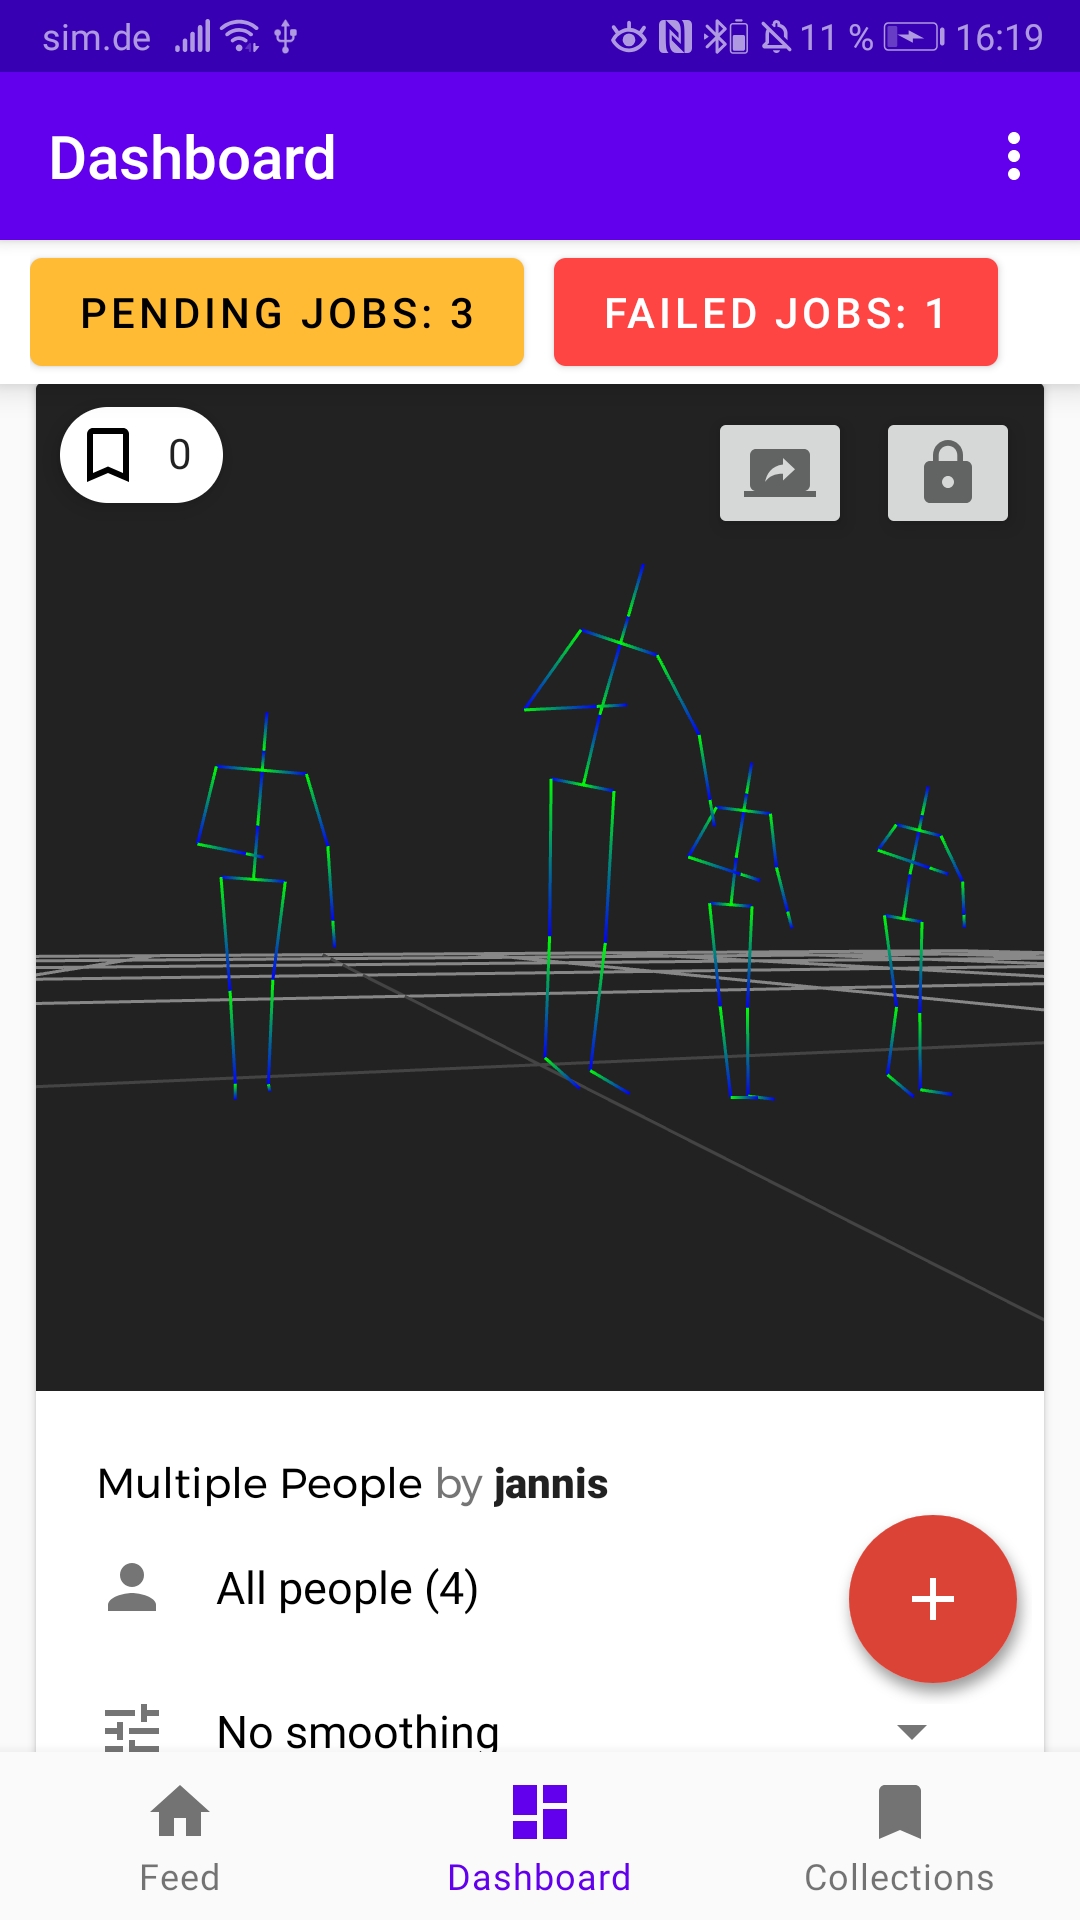 sim.de 11 % 16:19
Dashboard
PENDING JOBS: 3 FAILED JOBS: 1
0
Multiple People by jannis
All people (4)
No smoothing
Feed Dashboard Collections